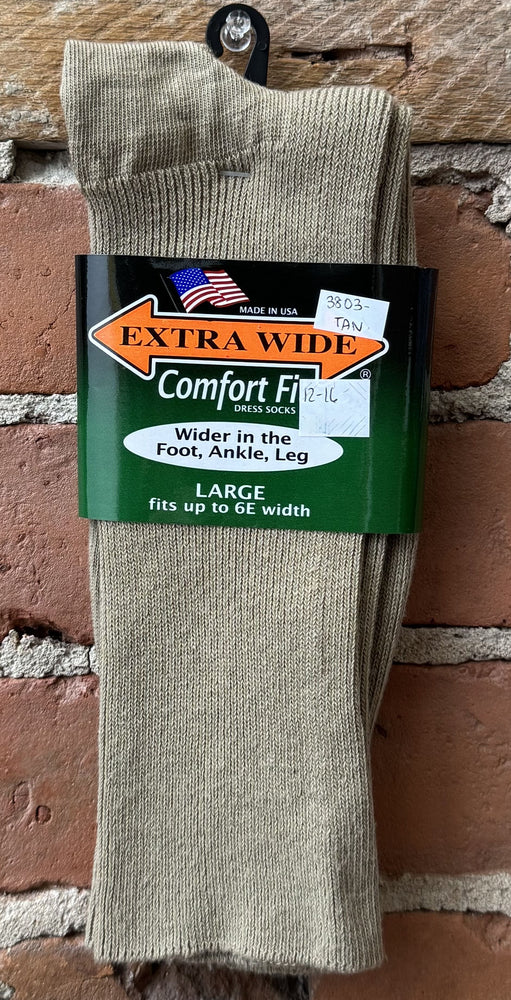 MADE IN USA
3803-
TAN
EXTRA WIDE
®
Comfort Fi
12-16
DRESS SOCKS
Wider in the
Foot, Ankle, Leg
LARGE
fits up to 6E width